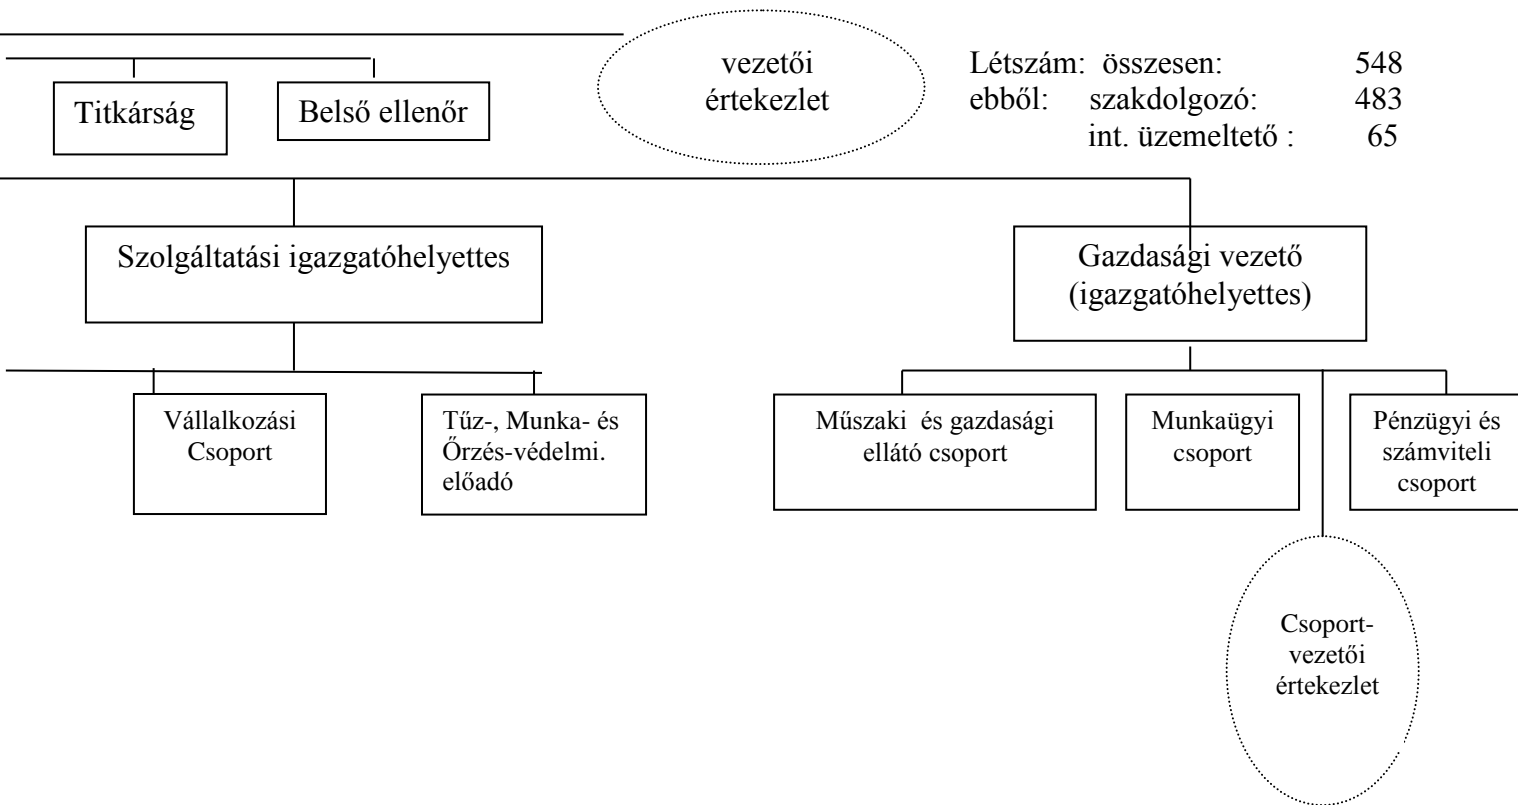 vezetői
értekezlet
Létszám: összesen: 548
ebből: szakdolgozó: 483
int. üzemeltető : 65
Titkárság
Belső ellenőr
Szolgáltatási igazgatóhelyettes
Gazdasági vezető
(igazgatóhelyettes)
Vállalkozási
Csoport
Tűz-, Munka- és
Őrzés-védelmi.
előadó
Műszaki és gazdasági
ellátó csoport
Munkaügyi
csoport
Pénzügyi és
számviteli
csoport
Csoport-
vezetői
értekezlet